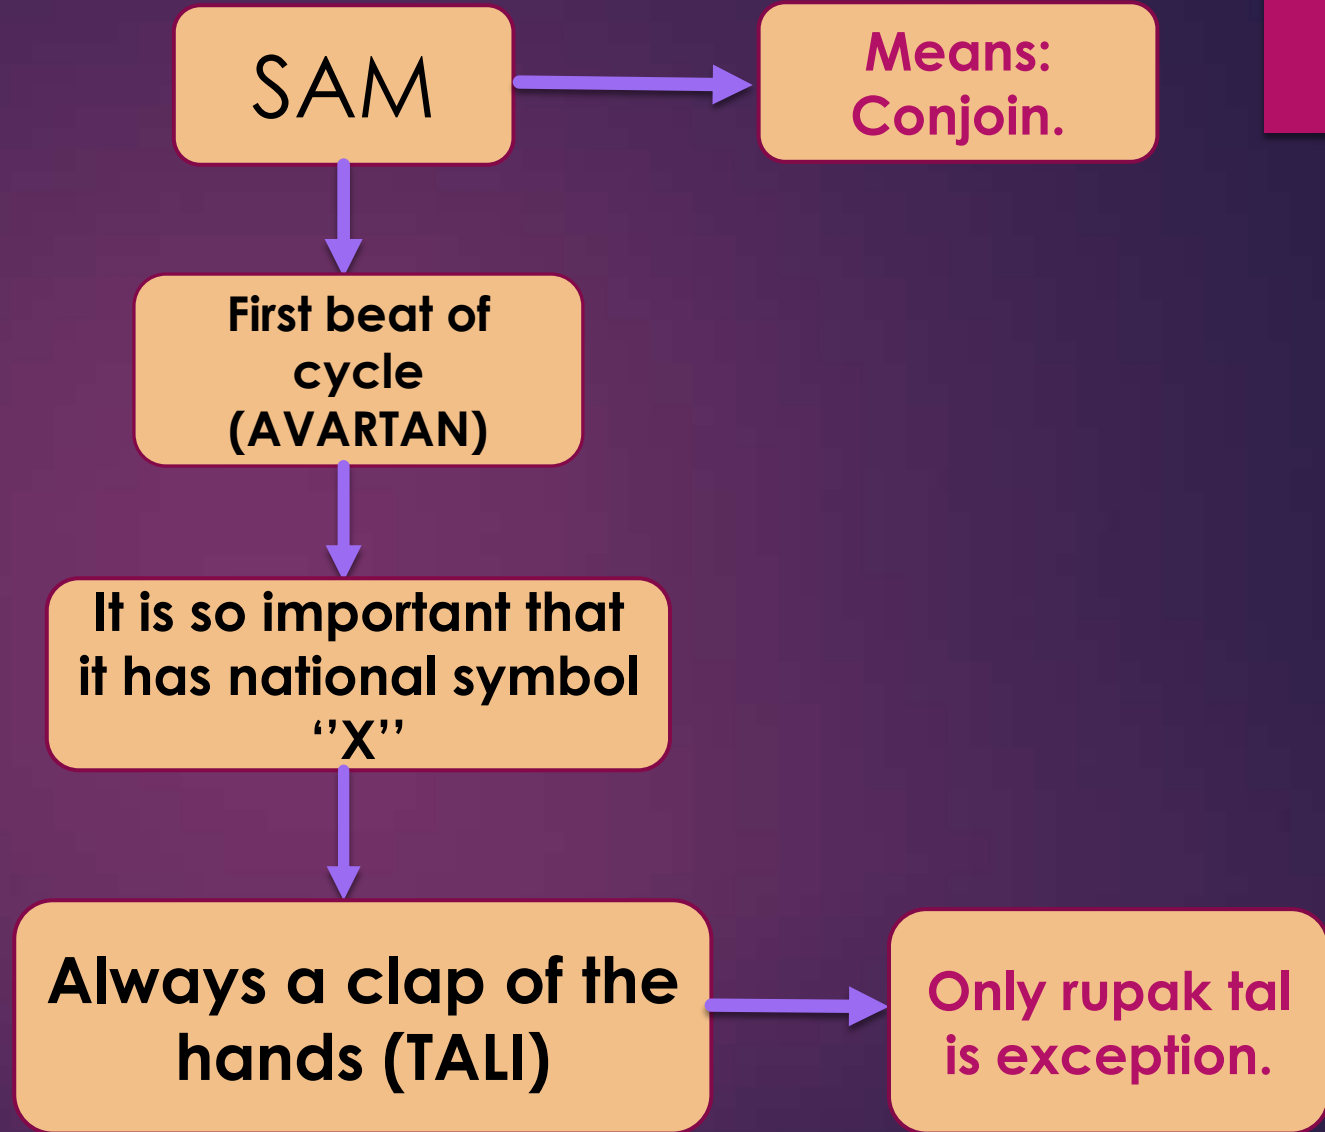 SAM
Means:
Conjoin.
First beat of
cycle
(AVARTAN)
It is so important that
it has national symbol
‘’X’’
Always a clap of the
hands (TALI)
Only rupak tal
is exception.